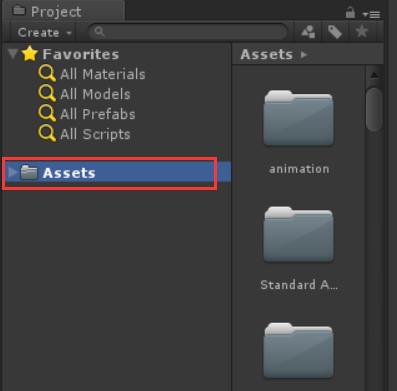 Project
Create
Favorites
All Materials
All Models
All Prefabs
All Scripts
Assets
Assets
animation
Standard A...